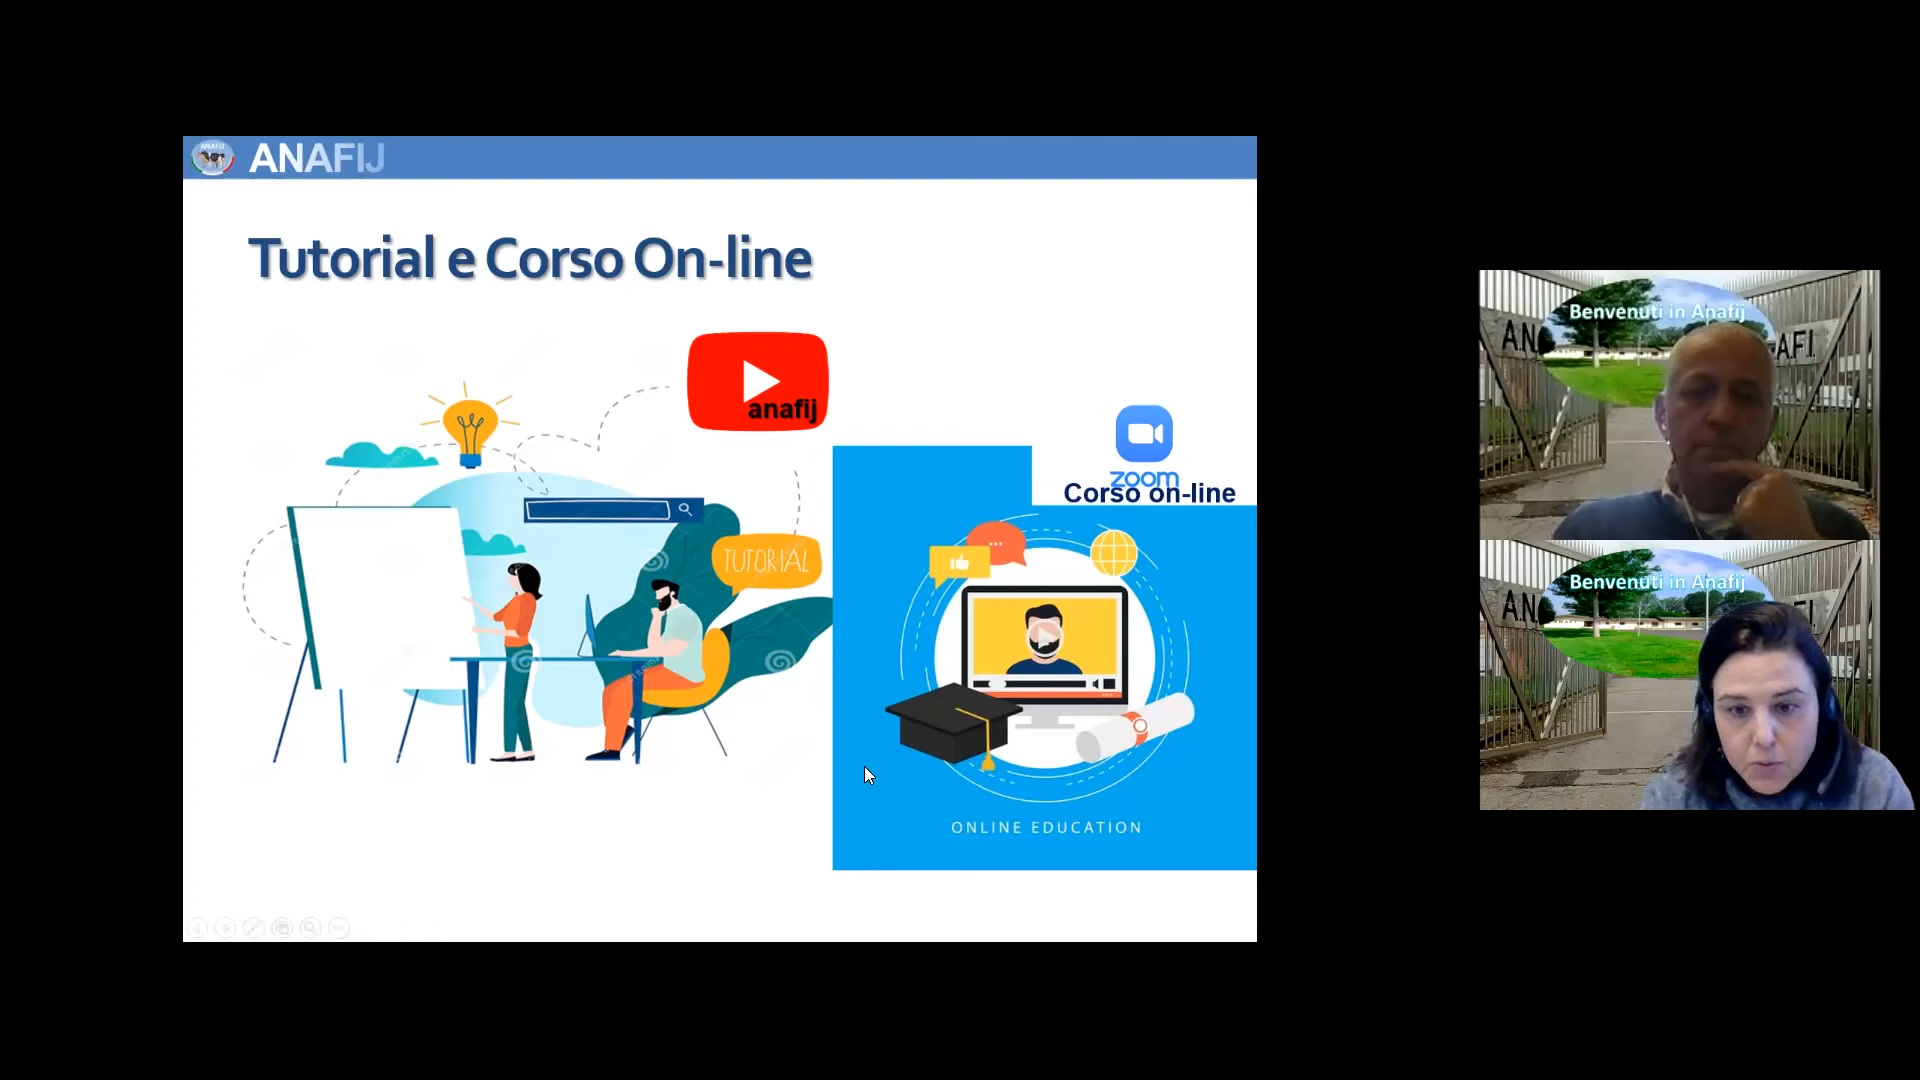 ANAFIJ
ANAFIJ
Tutorial e Corso On-line
anafij
zoom
Corso on-line
TUTORIAL
ONLINE EDUCATION
Benvenuti in Anafij
A.N.
A.F.I.
Benvenuti in Anafij
A.N.